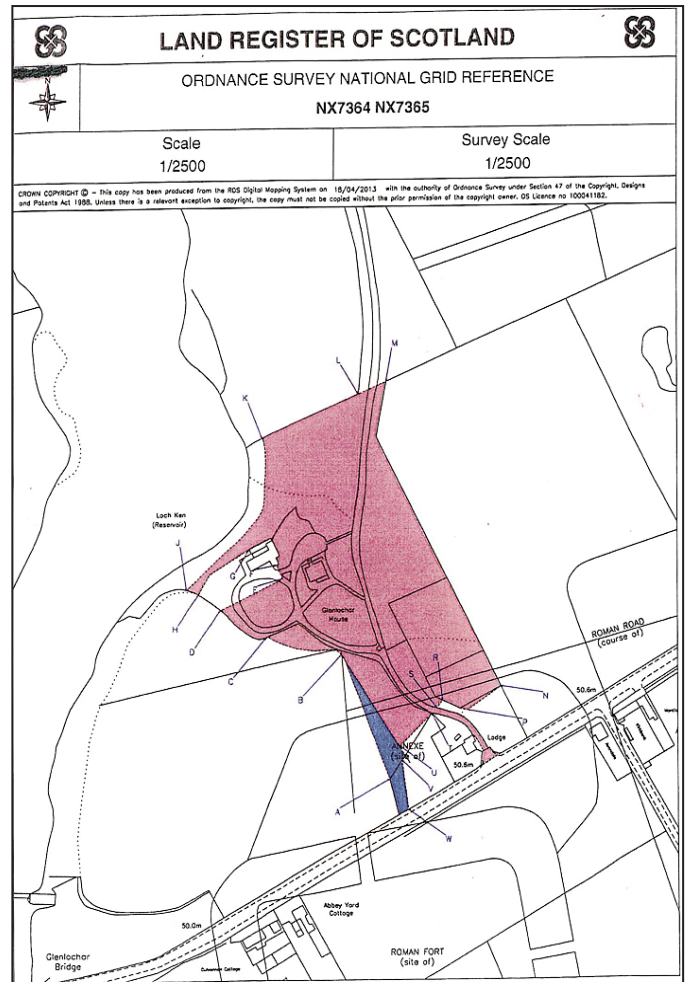 LAND REGISTER OF SCOTLAND
N
ORDNANCE SURVEY NATIONAL GRID REFERENCE
NX7364 NX7365
Scale
1/2500
Survey Scale
1/2500
CROWN COPYRIGHT © – This copy has been produced from the ROS Digital Mapping System on 18/04/2013 with the authority of Ordnance Survey under Section 47 of the Copyright, Designs
and Patents Act 1988. Unless there is a relevant exception to copyright, the copy must not be copied without the prior permission of the copyright owner. OS Licence no 100041182.
M
L
K
Loch Ken
(Reservoir)
J
G
F
E
H
Glenlochar
House
D
C
B
ROMAN ROAD
(course of)
R
S
50.6m
N
P
Lodge
ANNEXE
(site of)
50.6m
U
V
A
W
Abbey Yard
Cottage
50.0m
Glenlochar
Bridge
Culvennan Cottage
ROMAN FORT
(site of)